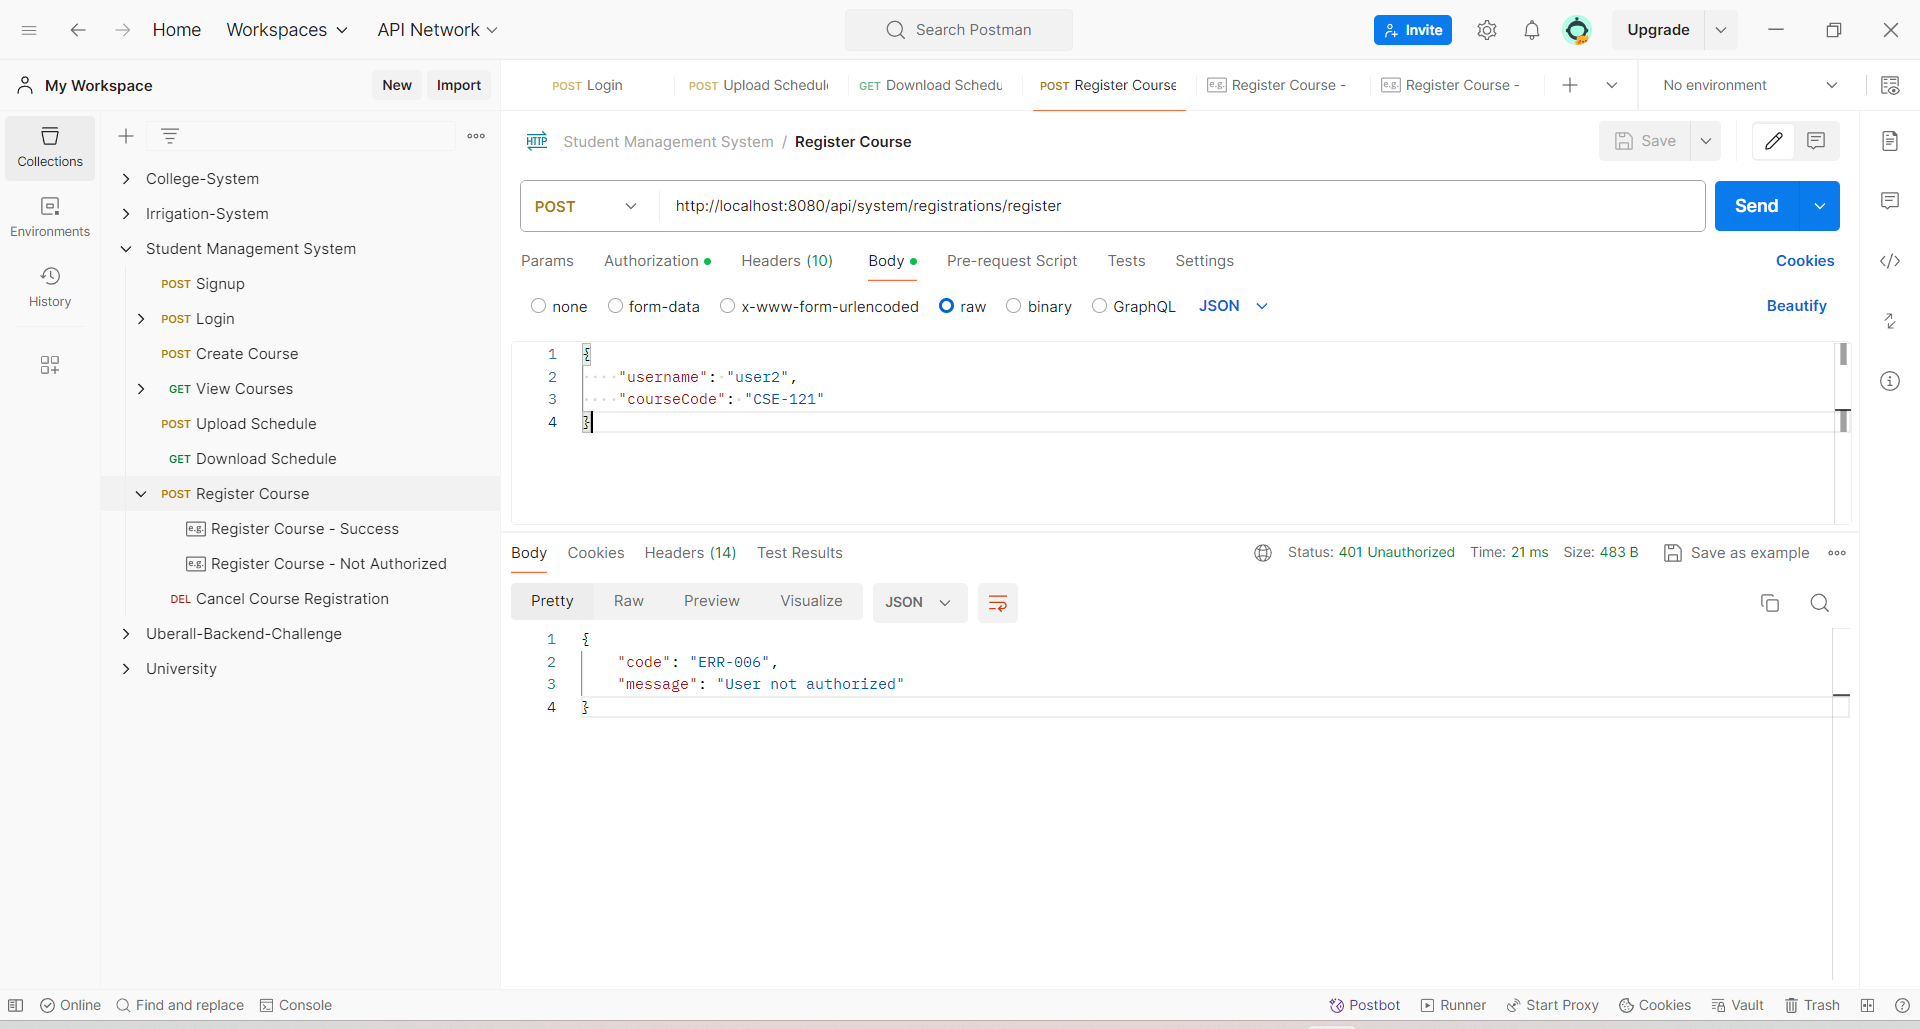 Home Workspaces API Network Search Postman Invite Upgrade
My Workspace New Import
POST Login POST Upload Schedul GET Download Schedu POST Register Course e.g. Register Course - e.g. Register Course - No environment
Collections
Environments
History
College-System
Irrigation-System
Student Management System
POST Signup
POST Login
POST Create Course
GET View Courses
POST Upload Schedule
GET Download Schedule
POST Register Course
e.g. Register Course - Success
e.g. Register Course - Not Authorized
DEL Cancel Course Registration
Uberall-Backend-Challenge
University
HTTP Student Management System / Register Course Save
POST http://localhost:8080/api/system/registrations/register Send
Params Authorization Headers (10) Body Pre-request Script Tests Settings Cookies
none form-data x-www-form-urlencoded raw binary GraphQL JSON Beautify
1 {
2 "username": "user2",
3 "courseCode": "CSE-121"
4 }
Body Cookies Headers (14) Test Results Status: 401 Unauthorized Time: 21 ms Size: 483 B Save as example
Pretty Raw Preview Visualize JSON
1 {
2 "code": "ERR-006",
3 "message": "User not authorized"
4 }
Online Find and replace Console Postbot Runner Start Proxy Cookies Vault Trash